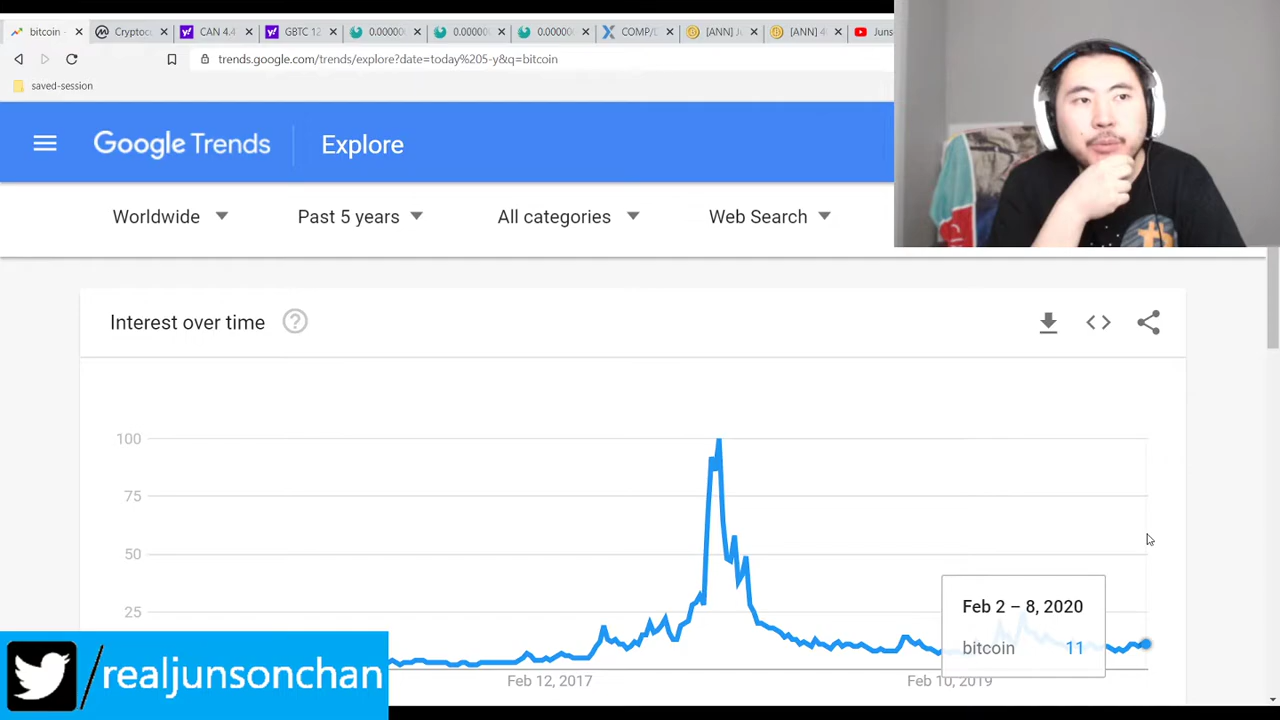 bitcoin -
Cryptocu
CAN 4.4
GBTC 12
0.00000
0.00000
0.00000
COMP/
[ANN] J
[ANN] 4
Juns
trends.google.com/trends/explore?date=today%205-y&q=bitcoin
saved-session
Google Trends
Explore
Worldwide
Past 5 years
All categories
Web Search
Interest over time
?
100
75
50
25
Feb 2 – 8, 2020
bitcoin 11
Feb 12, 2017
Feb 10, 2019
/realjunsonchan